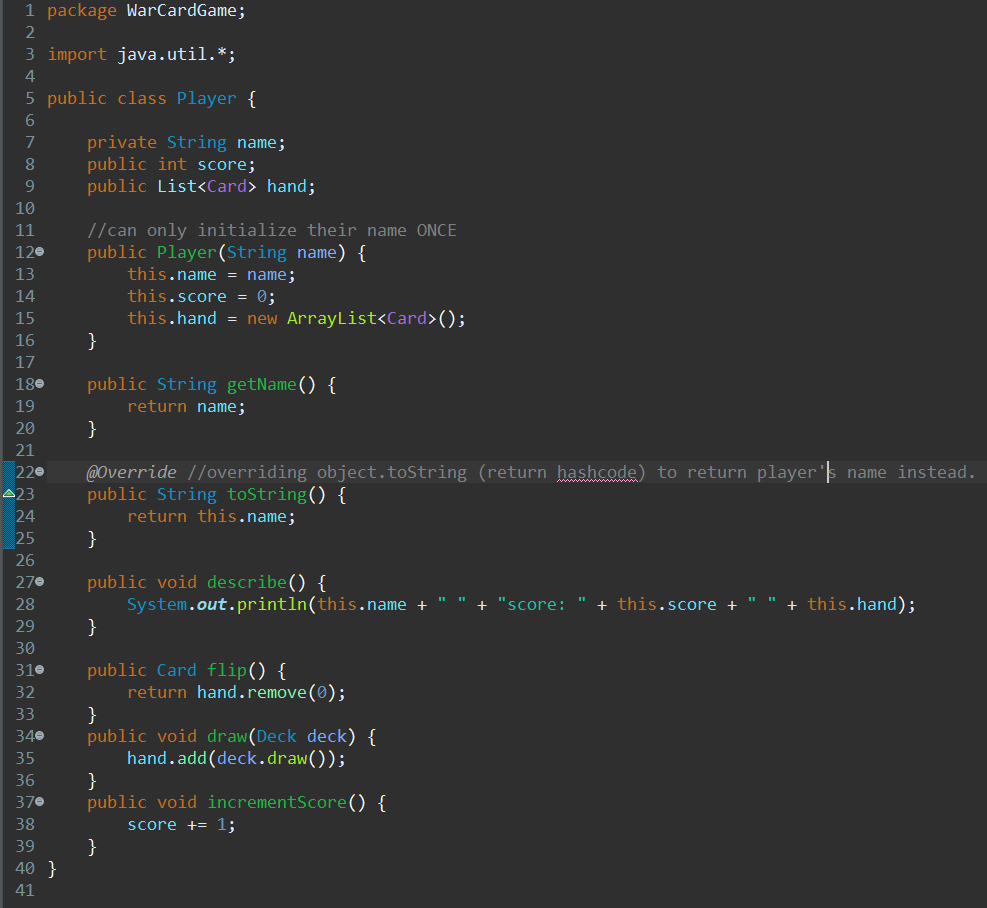 1 package WarCardGame;
2
3 import java.util.*;
4
5 public class Player {
6
7     private String name;
8     public int score;
9     public List<Card> hand;
10
11     //can only initialize their name ONCE
12     public Player(String name) {
13         this.name = name;
14         this.score = 0;
15         this.hand = new ArrayList<Card>();
16     }
17
18     public String getName() {
19         return name;
20     }
21
22     @Override //overriding object.toString (return hashcode) to return player's name instead.
23     public String toString() {
24         return this.name;
25     }
26
27     public void describe() {
28         System.out.println(this.name + " " + "score: " + this.score + " " + this.hand);
29     }
30
31     public Card flip() {
32         return hand.remove(0);
33     }
34     public void draw(Deck deck) {
35         hand.add(deck.draw());
36     }
37     public void incrementScore() {
38         score += 1;
39     }
40 }
41